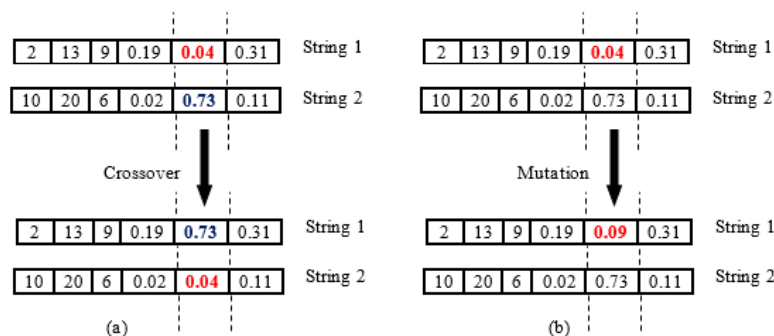 2 13 9 0.19 0.04 0.31 String 1
10 20 6 0.02 0.73 0.11 String 2
Crossover
2 13 9 0.19 0.73 0.31 String 1
10 20 6 0.02 0.04 0.11 String 2
(a)
2 13 9 0.19 0.04 0.31 String 1
10 20 6 0.02 0.73 0.11 String 2
Mutation
2 13 9 0.19 0.09 0.31 String 1
10 20 6 0.02 0.73 0.11 String 2
(b)